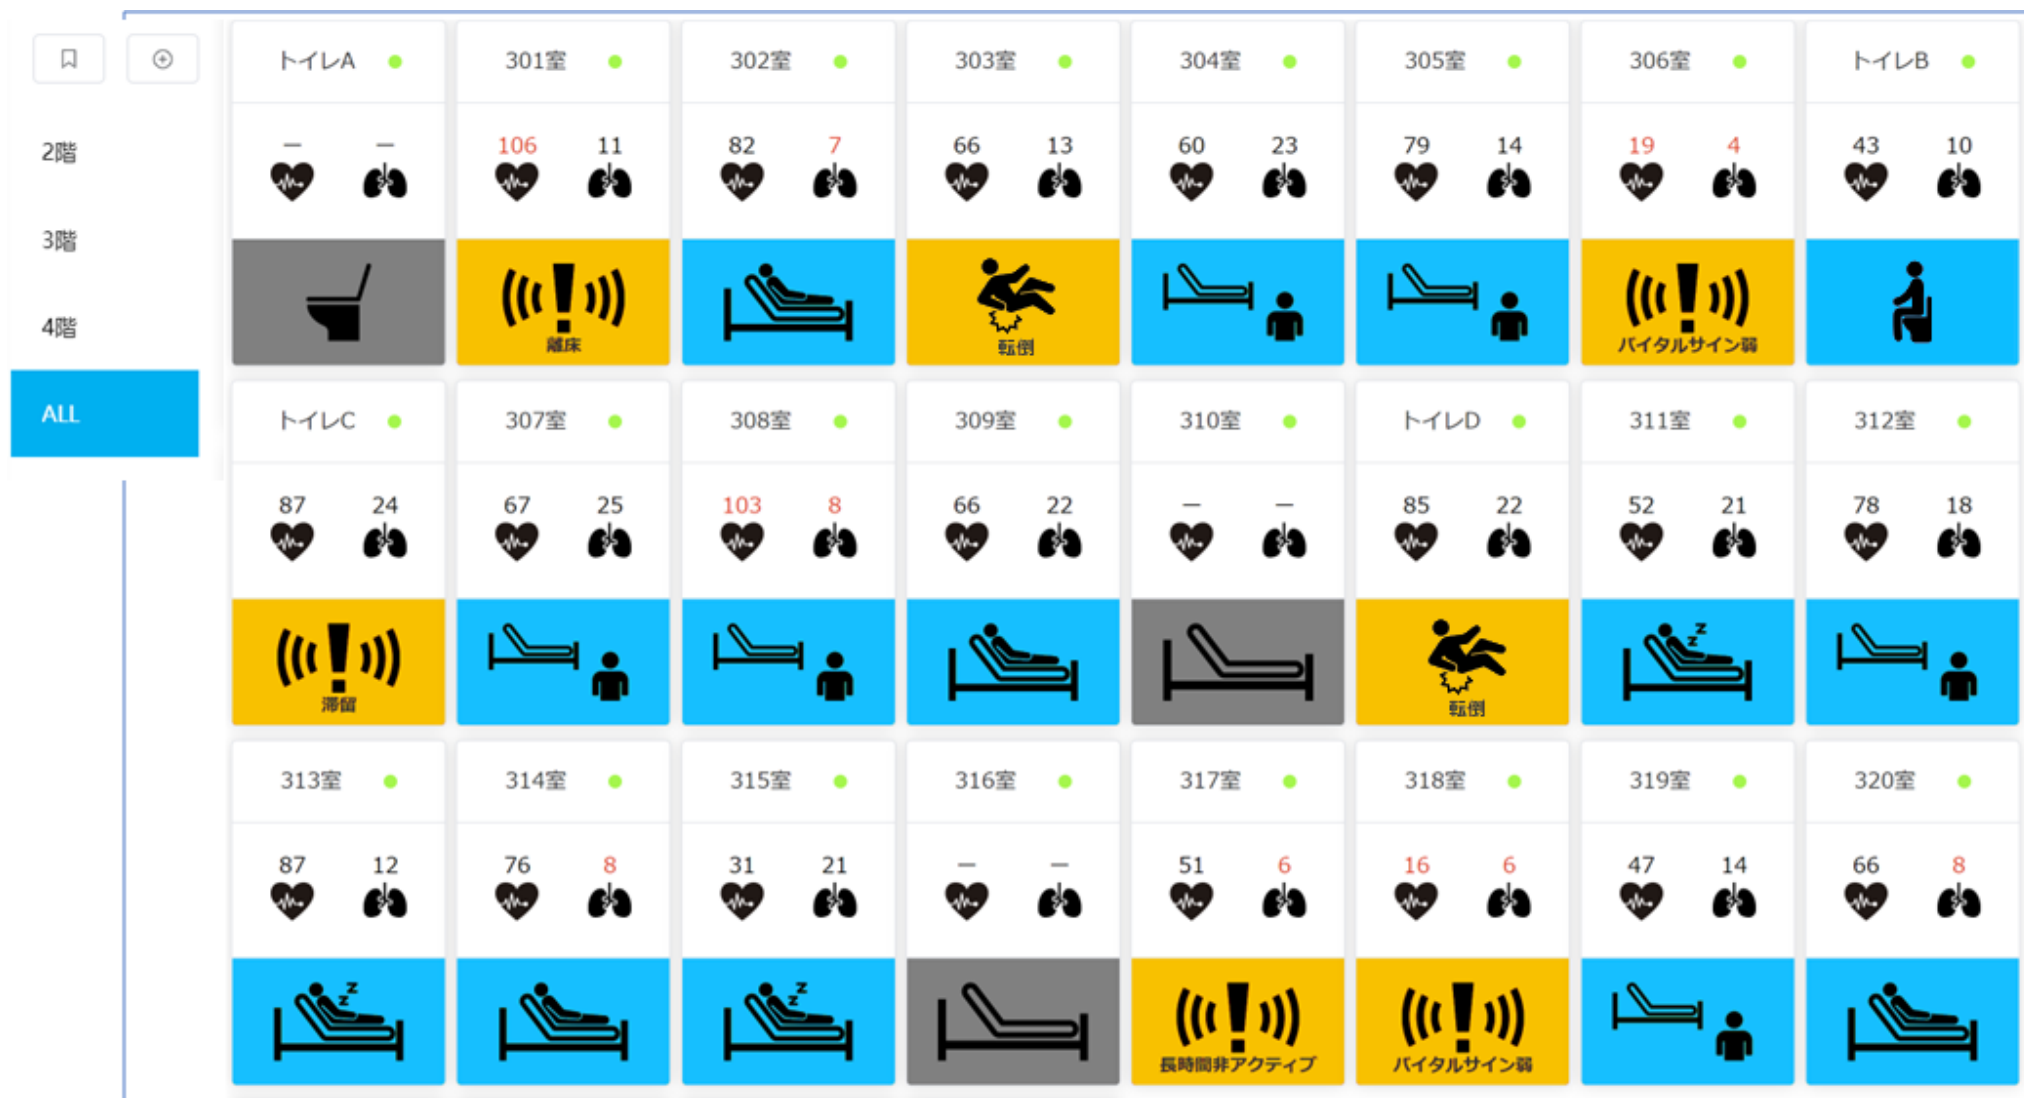 2階
3階
4階
ALL
トイレA 301室 302室 303室 304室 305室 306室 トイレB
— — 106 11 82 7 66 13 60 23 79 14 19 4 43 10
離床 転倒 バイタルサイン弱
トイレC 307室 308室 309室 310室 トイレD 311室 312室
87 24 67 25 103 8 66 22 — — 85 22 52 21 78 18
z
z
滞留 転倒
313室 314室 315室 316室 317室 318室 319室 320室
87 12 76 8 31 21 — — 51 6 16 6 47 14 66 8
z z
z z
長時間非アクティブ バイタルサイン弱